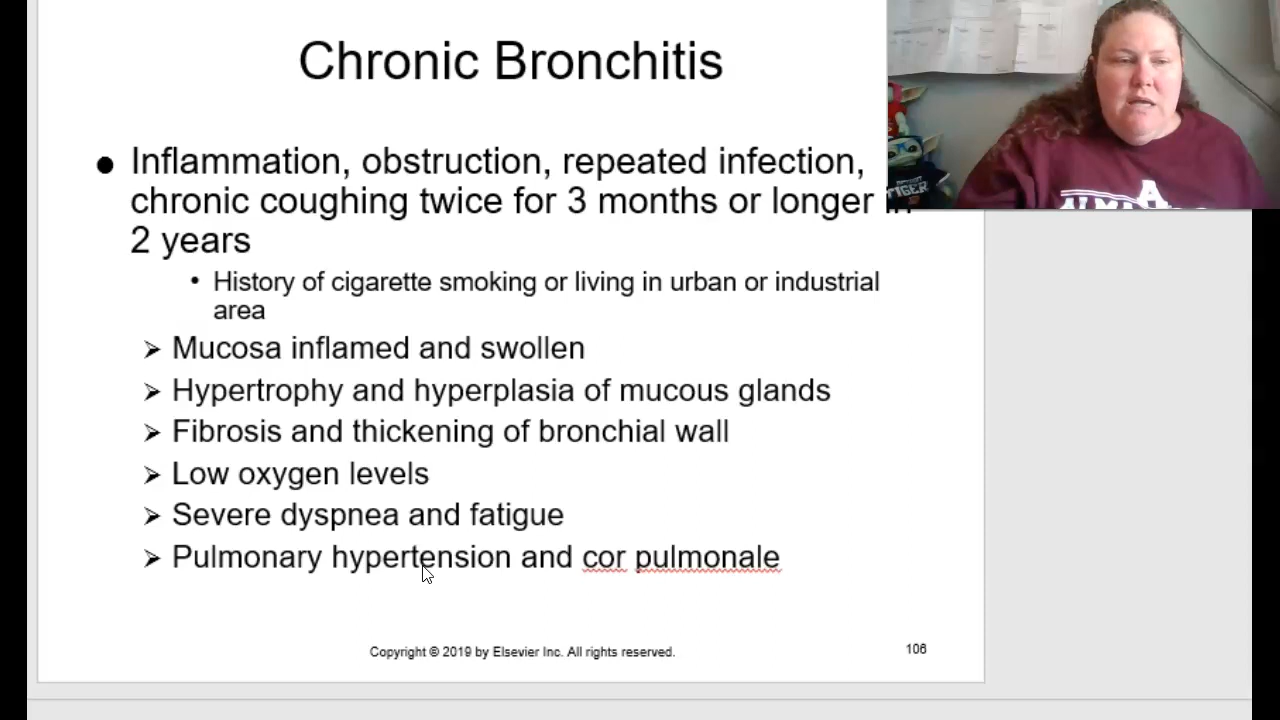 Chronic Bronchitis
Inflammation, obstruction, repeated infection,
chronic coughing twice for 3 months or longer in
2 years
History of cigarette smoking or living in urban or industrial
area
Mucosa inflamed and swollen
Hypertrophy and hyperplasia of mucous glands
Fibrosis and thickening of bronchial wall
Low oxygen levels
Severe dyspnea and fatigue
Pulmonary hypertension and cor pulmonale
Copyright © 2019 by Elsevier Inc. All rights reserved.
106
TIGER
A